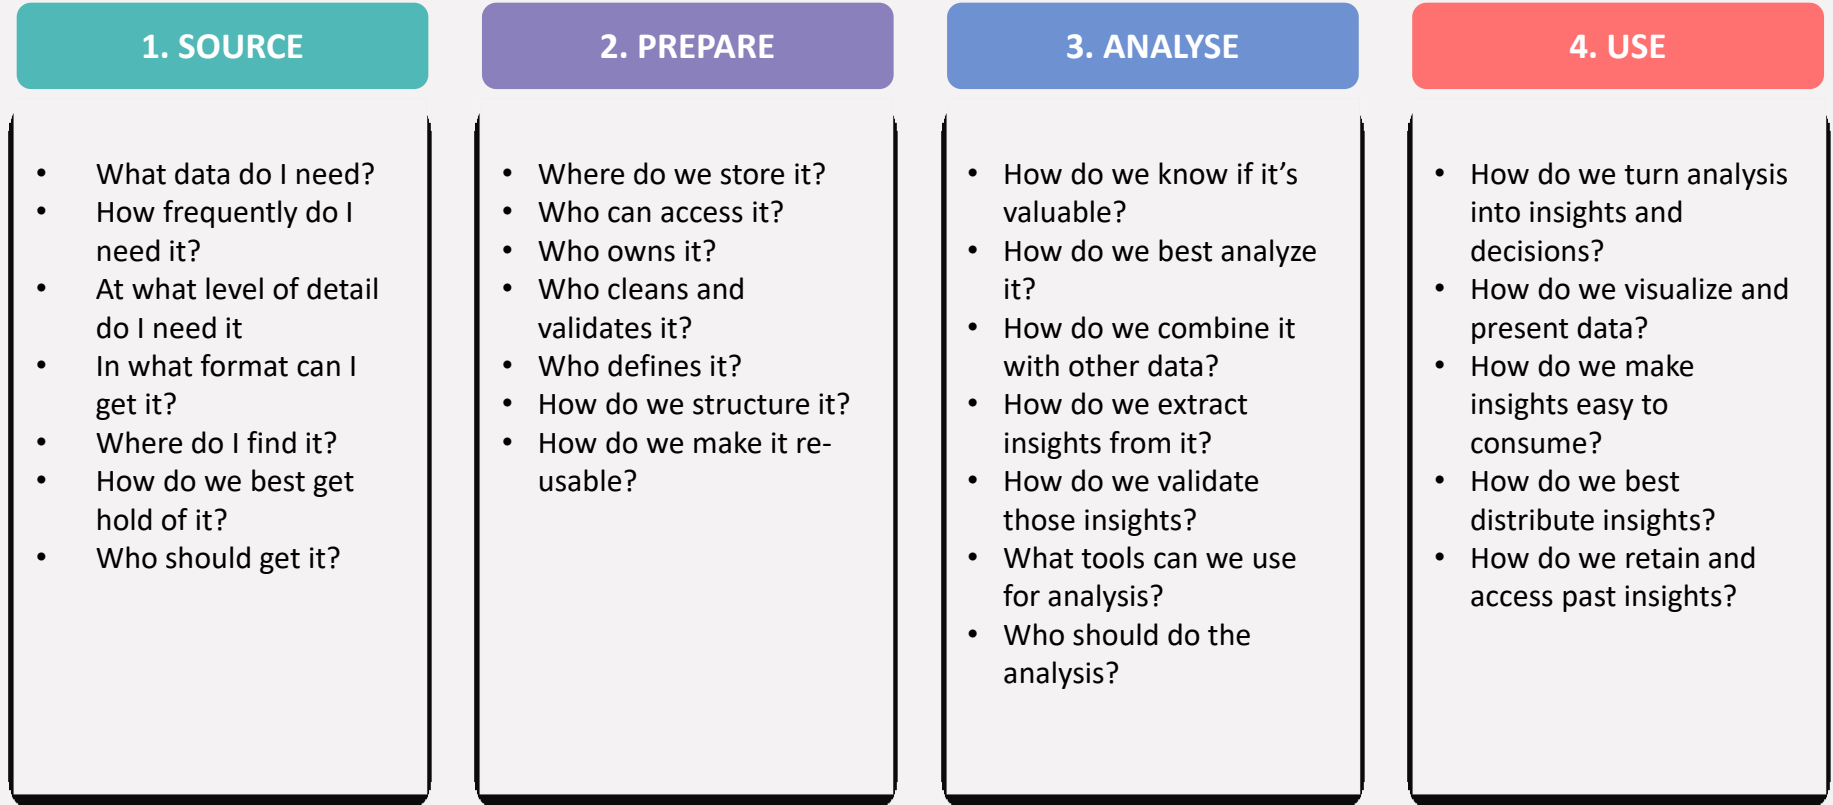 1. SOURCE
• What data do I need?
• How frequently do I
need it?
• At what level of detail
do I need it
• In what format can I
get it?
• Where do I find it?
• How do we best get
hold of it?
• Who should get it?
2. PREPARE
• Where do we store it?
• Who can access it?
• Who owns it?
• Who cleans and
validates it?
• Who defines it?
• How do we structure it?
• How do we make it re-
usable?
3. ANALYSE
• How do we know if it’s
valuable?
• How do we best analyze
it?
• How do we combine it
with other data?
• How do we extract
insights from it?
• How do we validate
those insights?
• What tools can we use
for analysis?
• Who should do the
analysis?
4. USE
• How do we turn analysis
into insights and
decisions?
• How do we visualize and
present data?
• How do we make
insights easy to
consume?
• How do we best
distribute insights?
• How do we retain and
access past insights?